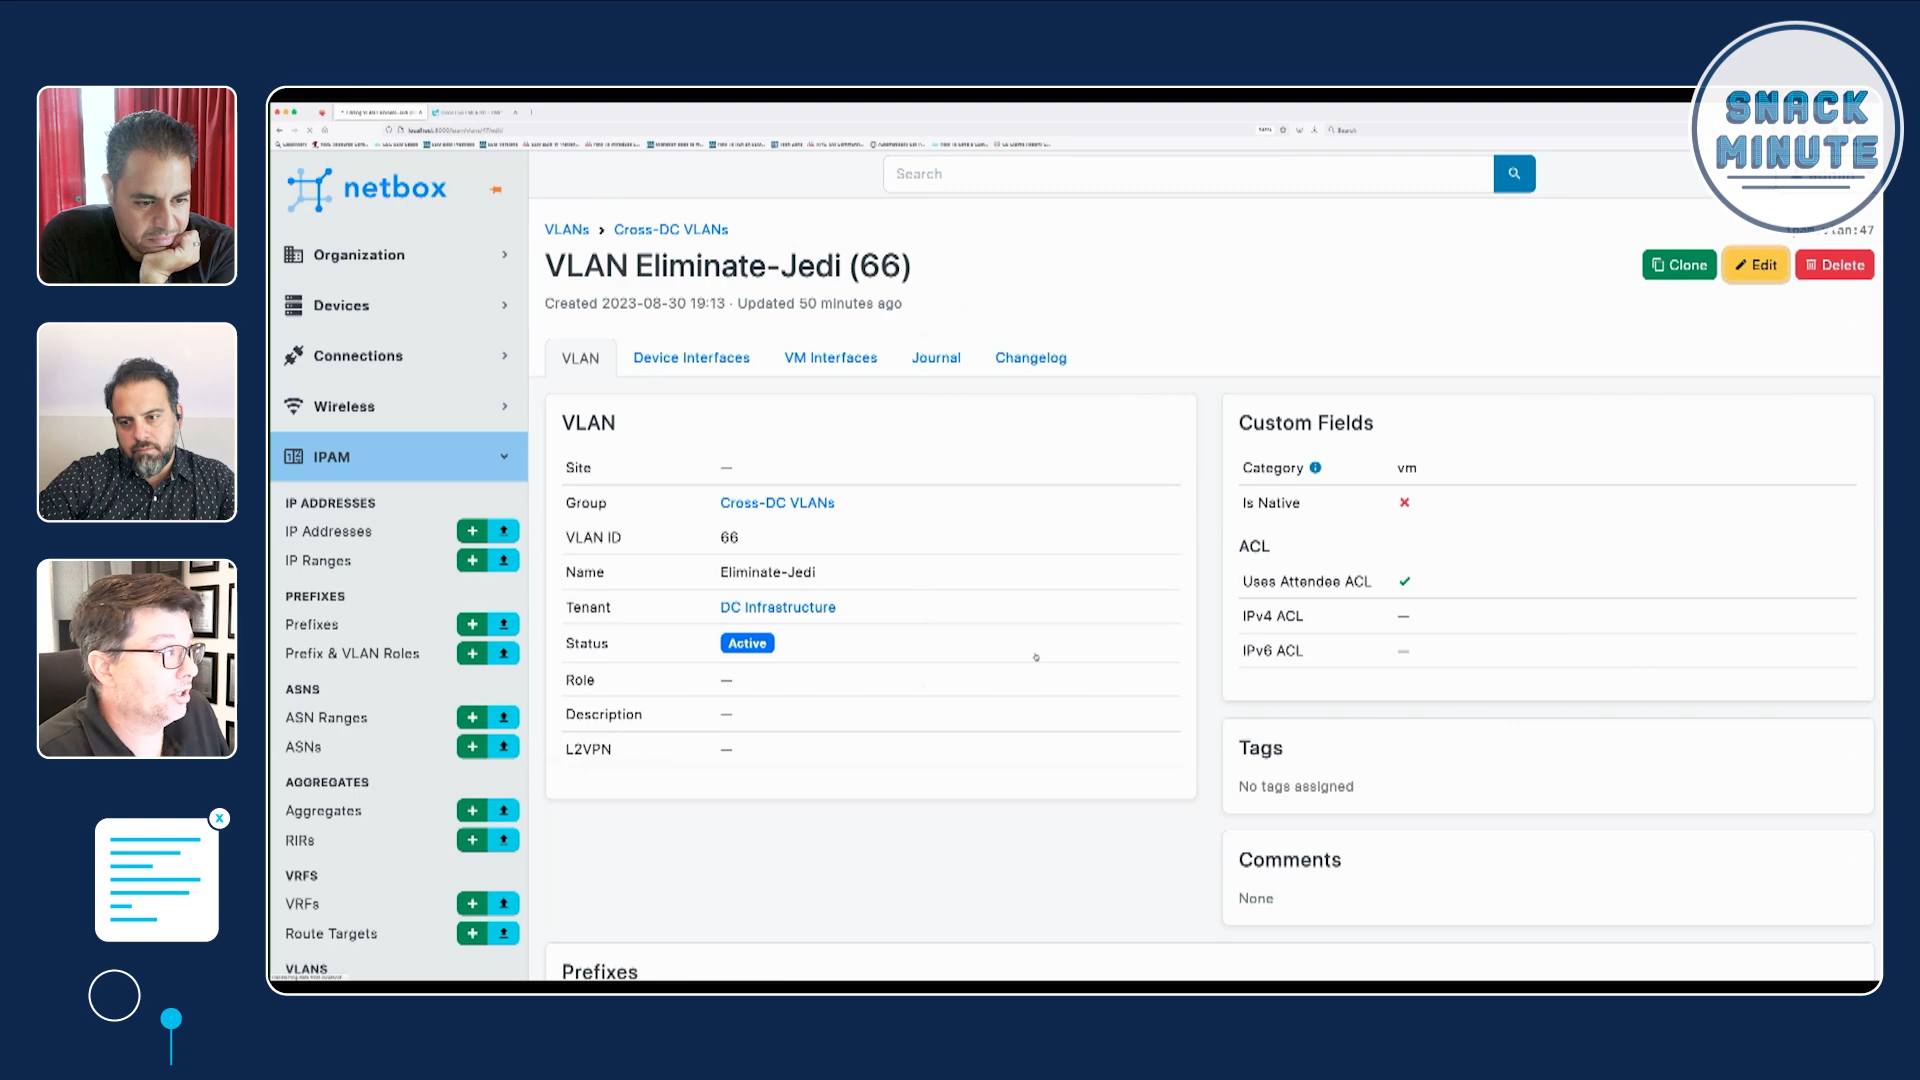 SNACK
MINUTE
netbox
Search
Organization
Devices
Connections
Wireless
IPAM
IP ADDRESSES
IP Addresses
IP Ranges
PREFIXES
Prefixes
Prefix & VLAN Roles
ASNS
ASN Ranges
ASNs
AGGREGATES
Aggregates
RIRs
VRFS
VRFs
Route Targets
VLANS
VLANs > Cross-DC VLANs
VLAN Eliminate-Jedi (66)
Created 2023-08-30 19:13 · Updated 50 minutes ago
Clone Edit Delete
VLAN Device Interfaces VM Interfaces Journal Changelog
VLAN
Site —
Group Cross-DC VLANs
VLAN ID 66
Name Eliminate-Jedi
Tenant DC Infrastructure
Status Active
Role —
Description —
L2VPN —
Custom Fields
Category vm
Is Native
ACL
Uses Attendee ACL
IPv4 ACL —
IPv6 ACL —
Tags
No tags assigned
Comments
None
Prefixes
x